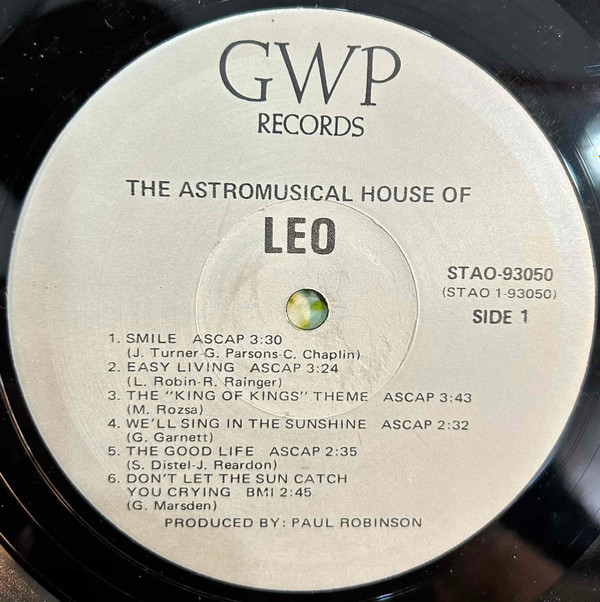 GWP
RECORDS
THE ASTROMUSICAL HOUSE OF
LEO
STAO-93050
(STAO 1-93050)
SIDE 1
1. SMILE ASCAP 3:30
(J. Turner-G. Parsons-C. Chaplin)
2. EASY LIVING ASCAP 3:24
(L. Robin-R. Rainger)
3. THE "KING OF KINGS" THEME ASCAP 3:43
(M. Rozsa)
4. WE'LL SING IN THE SUNSHINE ASCAP 2:32
(G. Garnett)
5. THE GOOD LIFE ASCAP 2:35
(S. Distel-J. Reardon)
6. DON'T LET THE SUN CATCH
YOU CRYING BMI 2:45
(G. Marsden)
PRODUCED BY: PAUL ROBINSON